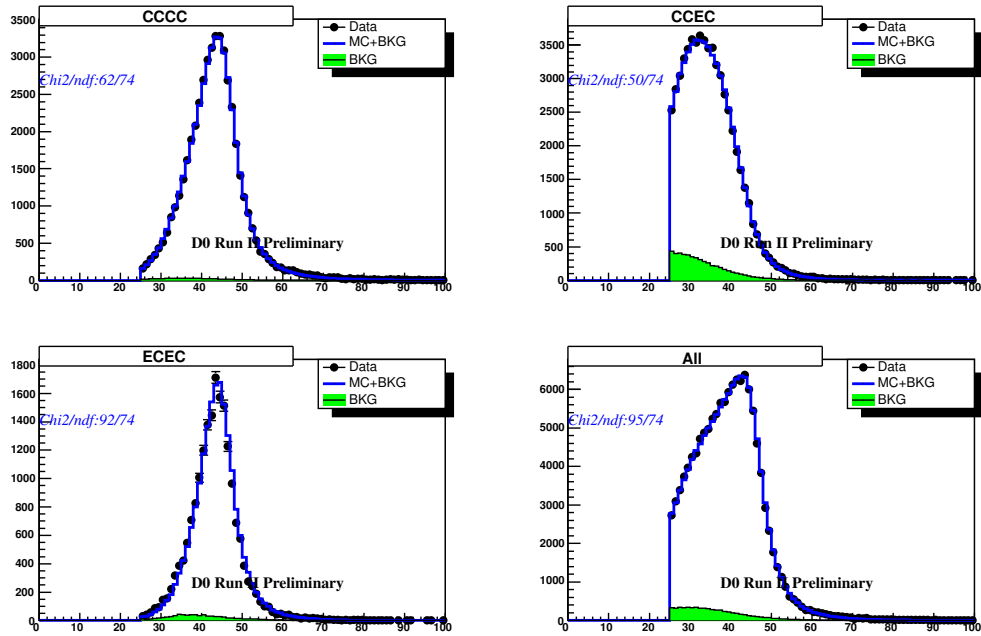 CCCC
Data
MC+BKG
BKG
Chi2/ndf:62/74
D0 Run II Preliminary
3500
3000
2500
2000
1500
1000
500
0
0 10 20 30 40 50 60 70 80 90 100
CCEC
Data
MC+BKG
BKG
Chi2/ndf:50/74
D0 Run II Preliminary
3500
3000
2500
2000
1500
1000
500
0
0 10 20 30 40 50 60 70 80 90 100
ECEC
Data
MC+BKG
BKG
Chi2/ndf:92/74
D0 Run II Preliminary
1800
1600
1400
1200
1000
800
600
400
200
0
0 10 20 30 40 50 60 70 80 90 100
All
Data
MC+BKG
BKG
Chi2/ndf:95/74
D0 Run II Preliminary
6000
5000
4000
3000
2000
1000
0
0 10 20 30 40 50 60 70 80 90 100